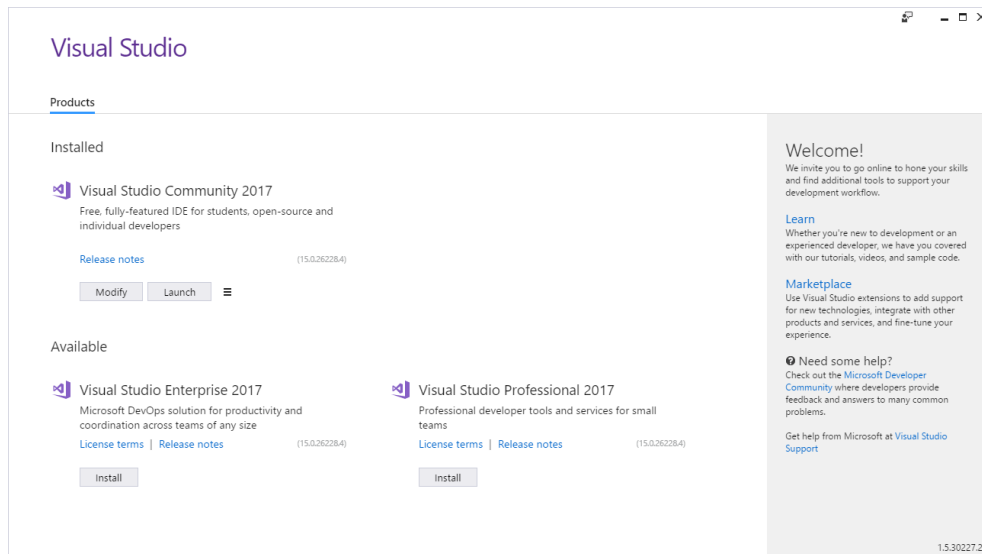 Visual Studio
Products
Installed
Visual Studio Community 2017
Free, fully-featured IDE for students, open-source and
individual developers
Release notes (15.0.26228.4)
Modify Launch
Available
Visual Studio Enterprise 2017
Microsoft DevOps solution for productivity and
coordination across teams of any size
License terms | Release notes (15.0.26228.4)
Install
Visual Studio Professional 2017
Professional developer tools and services for small
teams
License terms | Release notes (15.0.26228.4)
Install
Welcome!
We invite you to go online to hone your skills
and find additional tools to support your
development workflow.
Learn
Whether you're new to development or an
experienced developer, we have you covered
with our tutorials, videos, and sample code.
Marketplace
Use Visual Studio extensions to add support
for new technologies, integrate with other
products and services, and fine-tune your
experience.
Need some help?
Check out the Microsoft Developer
Community where developers provide
feedback and answers to many common
problems.
Get help from Microsoft at Visual Studio
Support
1.5.30227.2